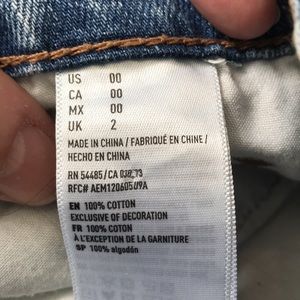 US 00
CA 00
MX 00
UK 2
MADE IN CHINA / FABRIQUÉ EN CHINE /
HECHO EN CHINA
RN 54485/CA
RFC# AEM120605U9A
EN 100% COTTON
EXCLUSIVE OF DECORATION
FR 100% COTON
À L'EXCEPTION DE LA GARNITURE
SP 100% algodón